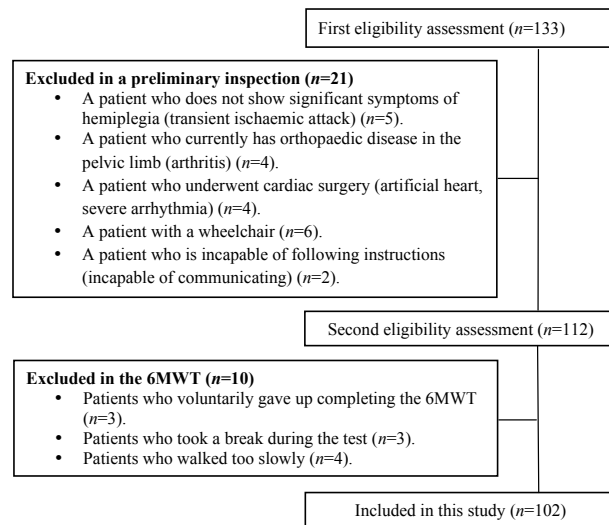 First eligibility assessment (n=133)
Excluded in a preliminary inspection (n=21)
• A patient who does not show significant symptoms of
hemiplegia (transient ischaemic attack) (n=5).
• A patient who currently has orthopaedic disease in the
pelvic limb (arthritis) (n=4).
• A patient who underwent cardiac surgery (artificial heart,
severe arrhythmia) (n=4).
• A patient with a wheelchair (n=6).
• A patient who is incapable of following instructions
(incapable of communicating) (n=2).
Second eligibility assessment (n=112)
Excluded in the 6MWT (n=10)
• Patients who voluntarily gave up completing the 6MWT
(n=3).
• Patients who took a break during the test (n=3).
• Patients who walked too slowly (n=4).
Included in this study (n=102)